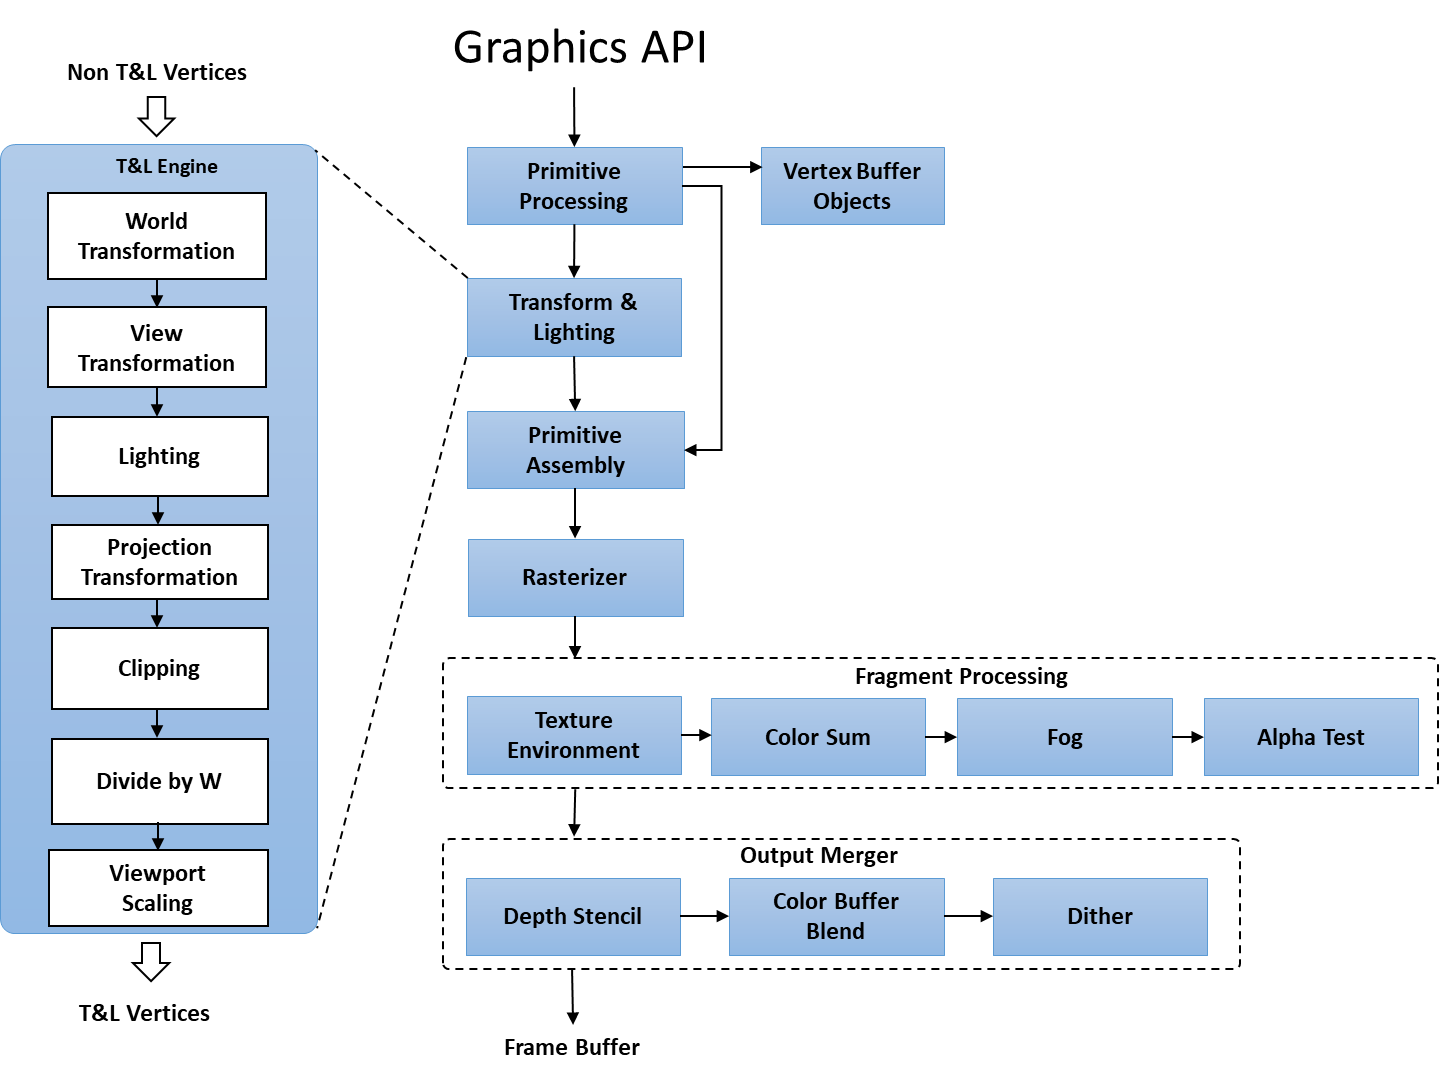 Graphics API
Non T&L Vertices
T&L Engine
World
Transformation
View
Transformation
Lighting
Projection
Transformation
Clipping
Divide by W
Viewport
Scaling
T&L Vertices
Primitive
Processing
Vertex Buffer
Objects
Transform &
Lighting
Primitive
Assembly
Rasterizer
Fragment Processing
Texture
Environment
Color Sum
Fog
Alpha Test
Output Merger
Depth Stencil
Color Buffer
Blend
Dither
Frame Buffer